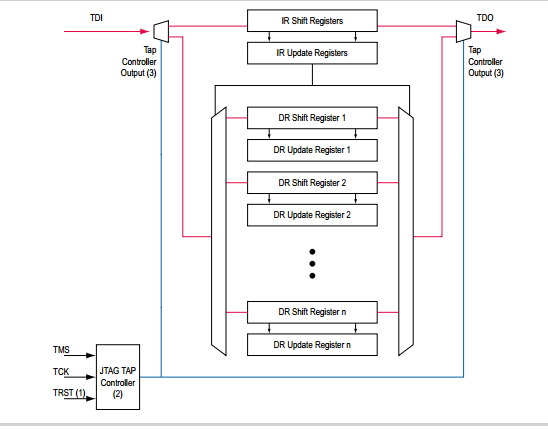 TDI
IR Shift Registers
TDO
IR Update Registers
Tap
Controller
Output (3)
Tap
Controller
Output (3)
DR Shift Register 1
DR Update Register 1
DR Shift Register 2
DR Update Register 2
DR Shift Register n
DR Update Register n
TMS
TCK
TRST (1)
JTAG TAP
Controller
(2)